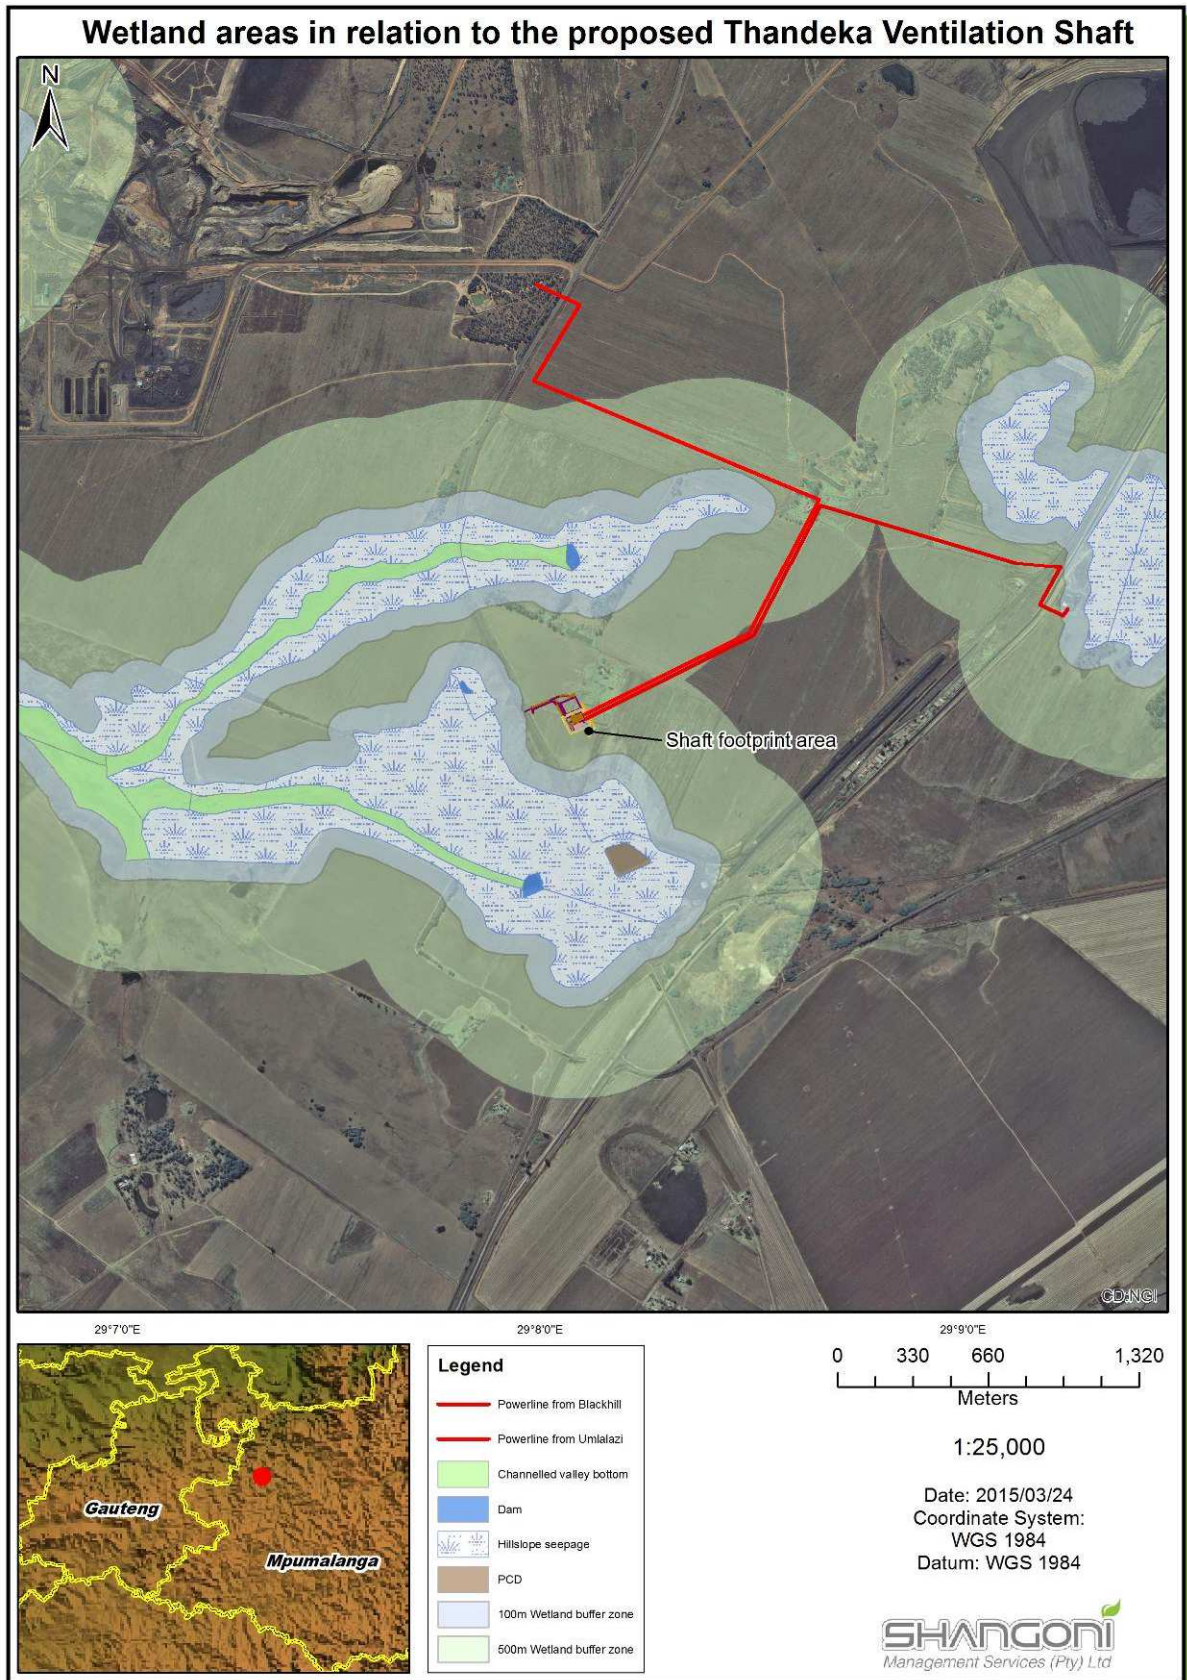 Wetland areas in relation to the proposed Thandeka Ventilation Shaft
N
Shaft footprint area
CD:NGI
29°7'0"E
29°8'0"E
29°9'0"E
Gauteng
Mpumalanga
Legend
Powerline from Blackhill
Powerline from Umlalazi
Channelled valley bottom
Dam
Hillslope seepage
PCD
100m Wetland buffer zone
500m Wetland buffer zone
0 330 660 1,320
Meters
1:25,000
Date: 2015/03/24
Coordinate System:
WGS 1984
Datum: WGS 1984
SHANGONI
Management Services (Pty) Ltd